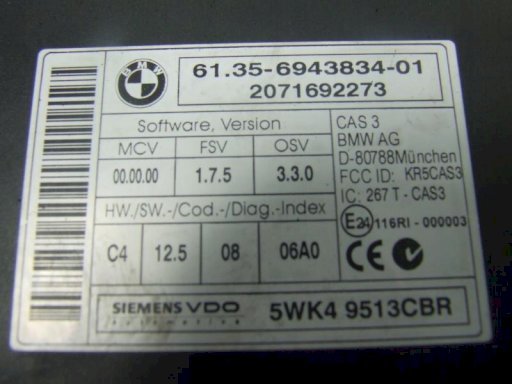 BMW
61.35-6943834-01
2071692273
Software, Version
MCV FSV OSV
00.00.00 1.7.5 3.3.0
HW./SW.-/Cod.-/Diag.-Index
C4 12.5 08 06A0
CAS 3
BMW AG
D-80788München
FCC ID: KR5CAS3
IC: 267 T - CAS3
E24 116RI - 000003
CE
SIEMENS VDO
automotive
5WK4 9513CBR